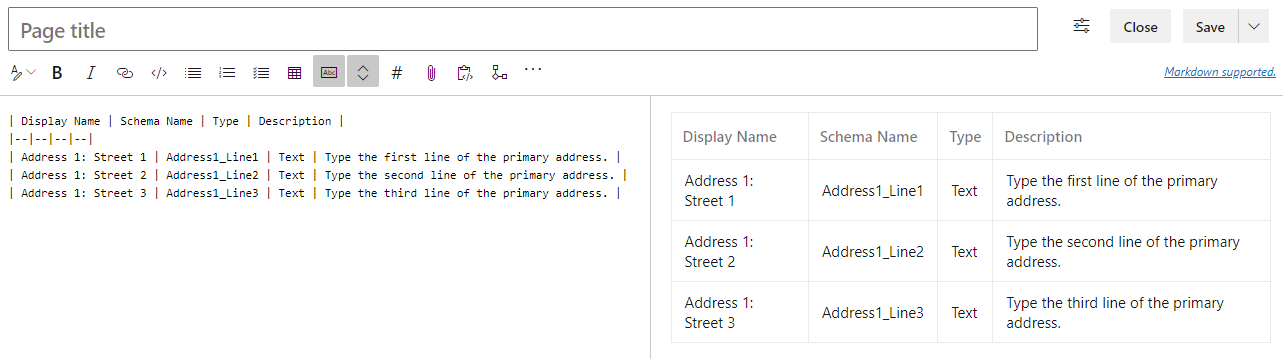 Page title
Close
Save
B
I
</>
Abc
#
...
Markdown supported.
| Display Name | Schema Name | Type | Description |
|--|--|--|--|
| Address 1: Street 1 | Address1_Line1 | Text | Type the first line of the primary address. |
| Address 1: Street 2 | Address1_Line2 | Text | Type the second line of the primary address. |
| Address 1: Street 3 | Address1_Line3 | Text | Type the third line of the primary address. |
Display Name Schema Name Type Description
Address 1:
Street 1
Address1_Line1
Text
Type the first line of the primary
address.
Address 1:
Street 2
Address1_Line2
Text
Type the second line of the primary
address.
Address 1:
Street 3
Address1_Line3
Text
Type the third line of the primary
address.